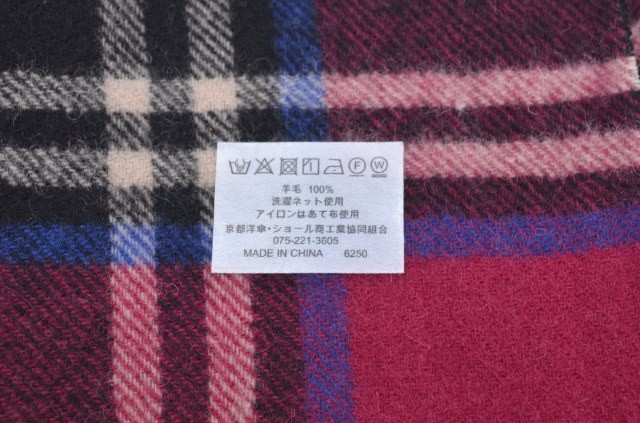 羊毛 100%
洗濯ネット使用
アイロンはあて布使用
京都洋傘・ショール商工業協同組合
075-221-3605
MADE IN CHINA 6250